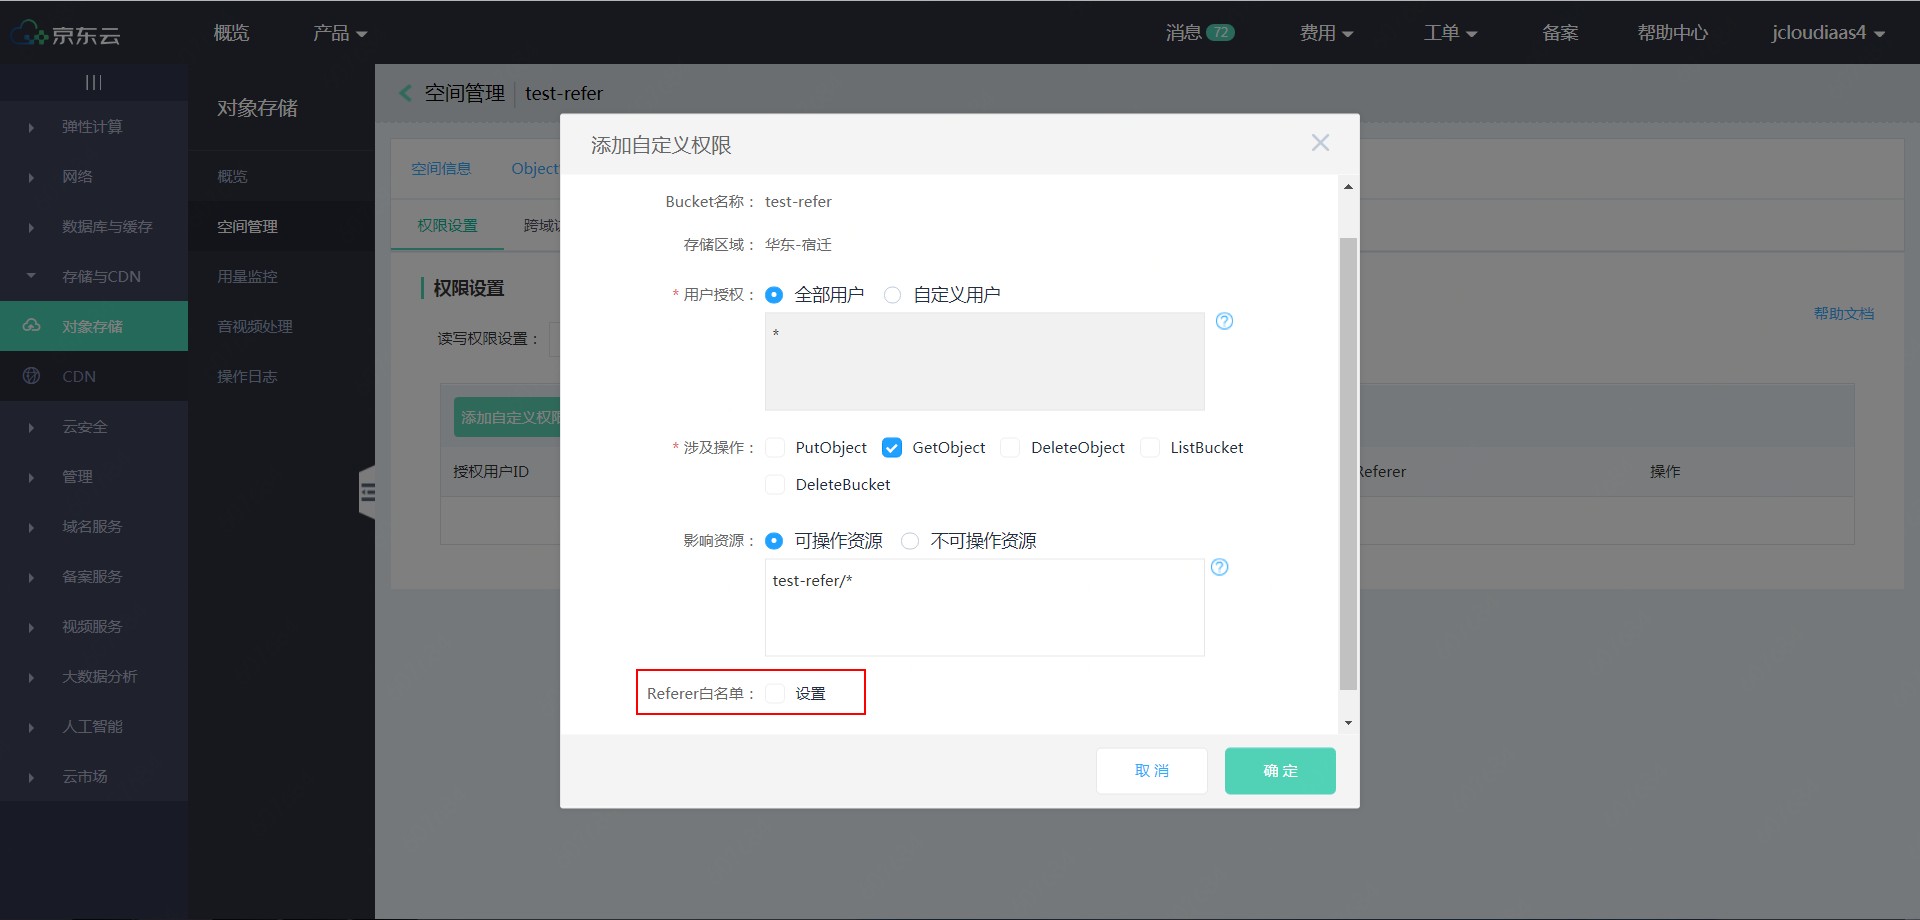 京东云
概览
产品
消息 72
费用
工单
备案
帮助中心
jcloudiaas4
弹性计算
网络
数据库与缓存
存储与CDN
对象存储
CDN
云安全
管理
域名服务
备案服务
视频服务
大数据分析
人工智能
云市场
对象存储
概览
空间管理
用量监控
音视频处理
操作日志
空间管理 test-refer
空间信息 Object
权限设置
权限设置
读写权限设置：
帮助文档
添加自定义权限
授权用户ID
操作
添加自定义权限
Bucket名称： test-refer
存储区域： 华东-宿迁
* 用户授权： 全部用户 自定义用户
*
* 涉及操作： PutObject GetObject DeleteObject ListBucket
DeleteBucket
影响资源： 可操作资源 不可操作资源
test-refer/*
Referer白名单： 设置
取消 确定